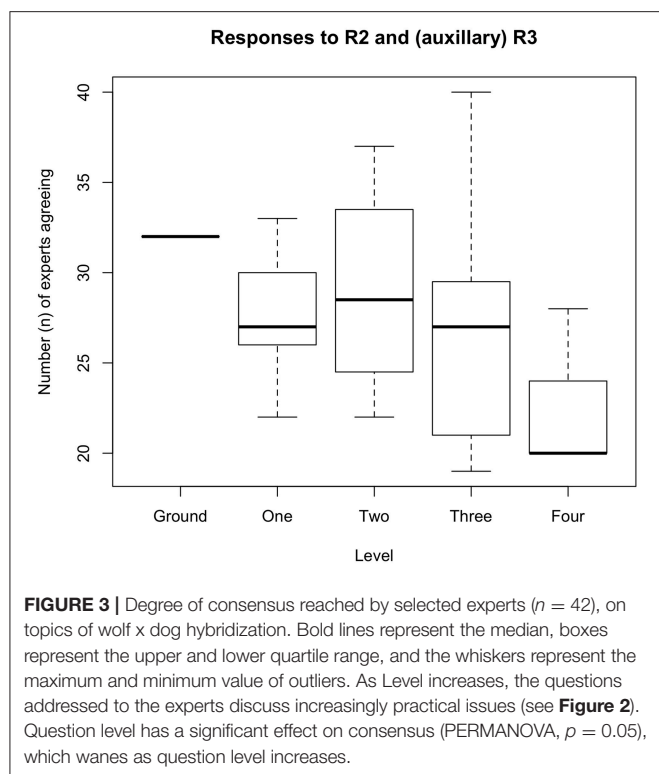 Responses to R2 and (auxillary) R3
Number (n) of experts agreeing
40
35
30
25
20
Ground One Two Three Four
Level
FIGURE 3 | Degree of consensus reached by selected experts (n = 42), on
topics of wolf x dog hybridization. Bold lines represent the median, boxes
represent the upper and lower quartile range, and the whiskers represent the
maximum and minimum value of outliers. As Level increases, the questions
addressed to the experts discuss increasingly practical issues (see Figure 2).
Question level has a significant effect on consensus (PERMANOVA, p = 0.05),
which wanes as question level increases.